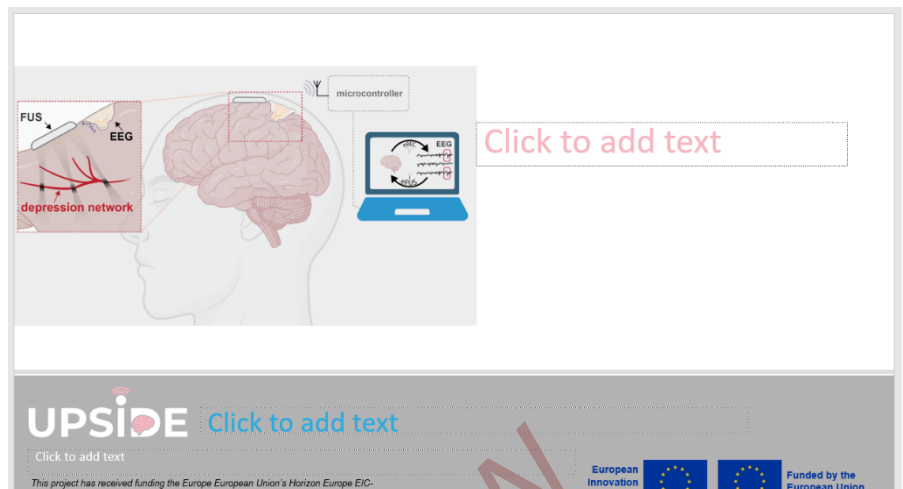 microcontroller
FUS
EEG
depression network
EEG
Click to add text
UPSIDE
Click to add text
Click to add text
This project has received funding the Europe European Union's Horizon Europe EIC-
European
Innovation
Funded by the
European Union